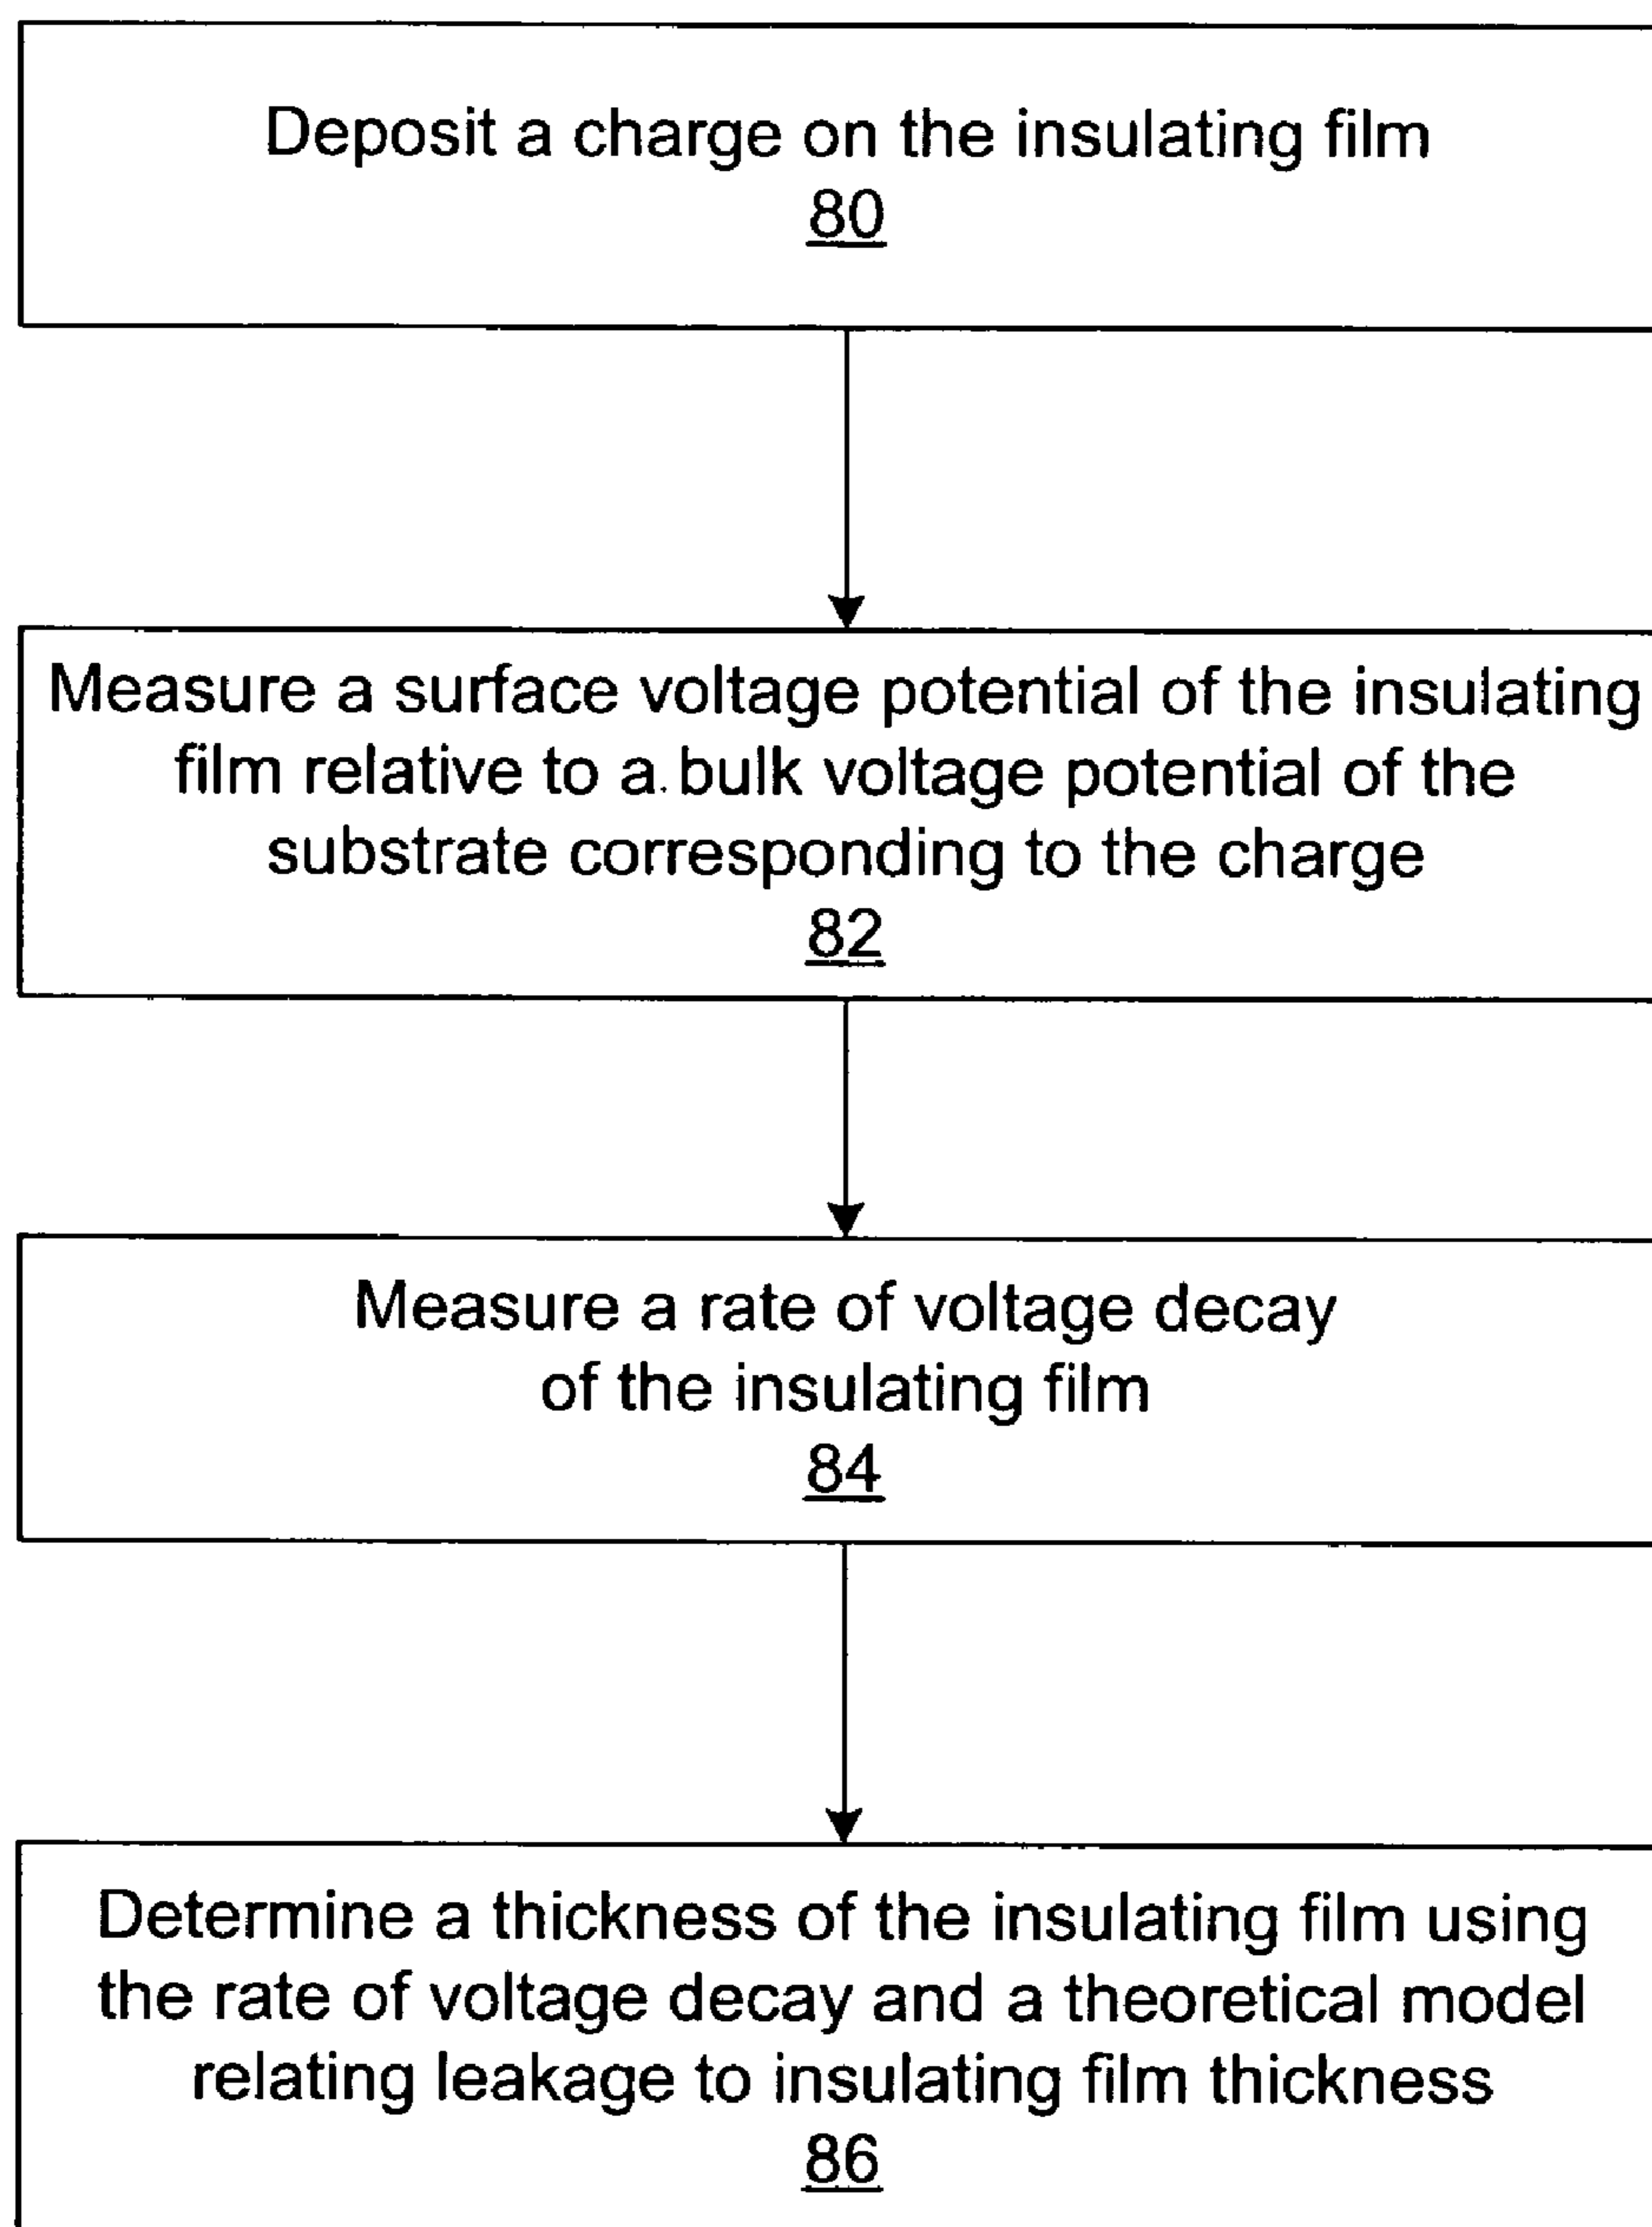 Deposit a charge on the insulating film
80
Measure a surface voltage potential of the insulating
film relative to a bulk voltage potential of the
substrate corresponding to the charge
82
Measure a rate of voltage decay
of the insulating film
84
Determine a thickness of the insulating film using
the rate of voltage decay and a theoretical model
relating leakage to insulating film thickness
86